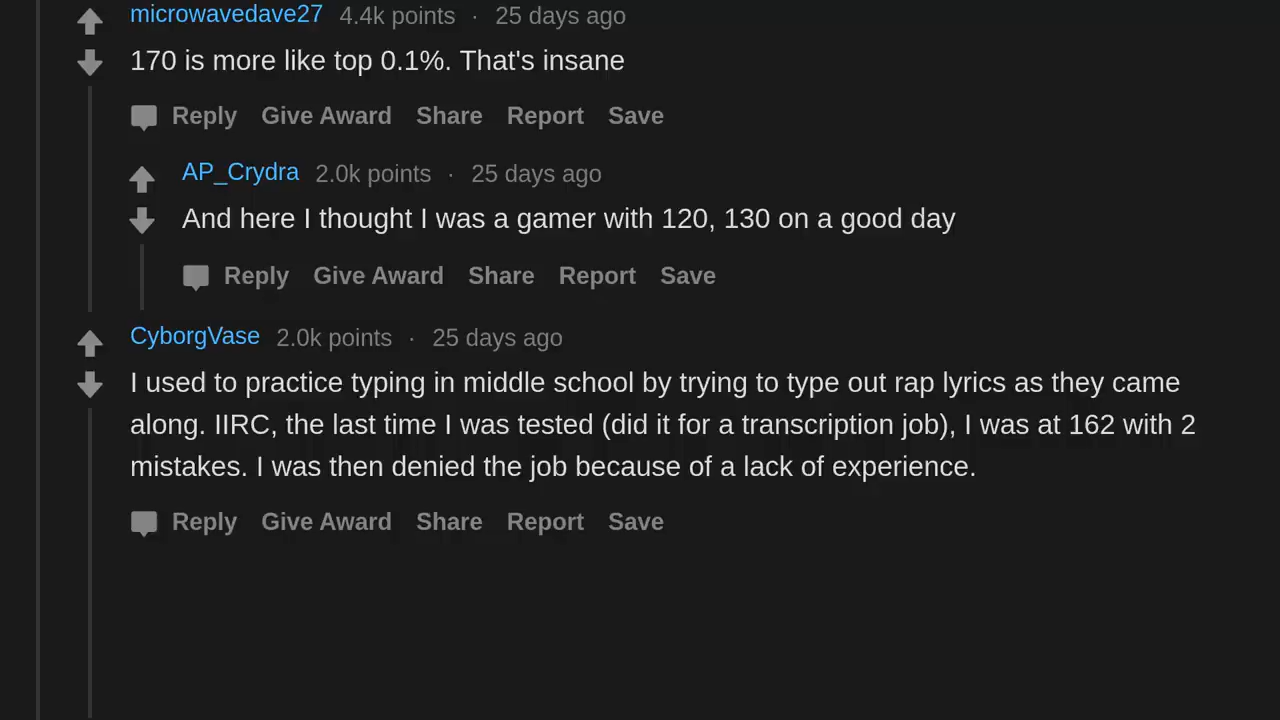 microwavedave27 4.4k points · 25 days ago
170 is more like top 0.1%. That's insane
Reply Give Award Share Report Save
AP_Crydra 2.0k points · 25 days ago
And here I thought I was a gamer with 120, 130 on a good day
Reply Give Award Share Report Save
CyborgVase 2.0k points · 25 days ago
I used to practice typing in middle school by trying to type out rap lyrics as they came
along. IIRC, the last time I was tested (did it for a transcription job), I was at 162 with 2
mistakes. I was then denied the job because of a lack of experience.
Reply Give Award Share Report Save